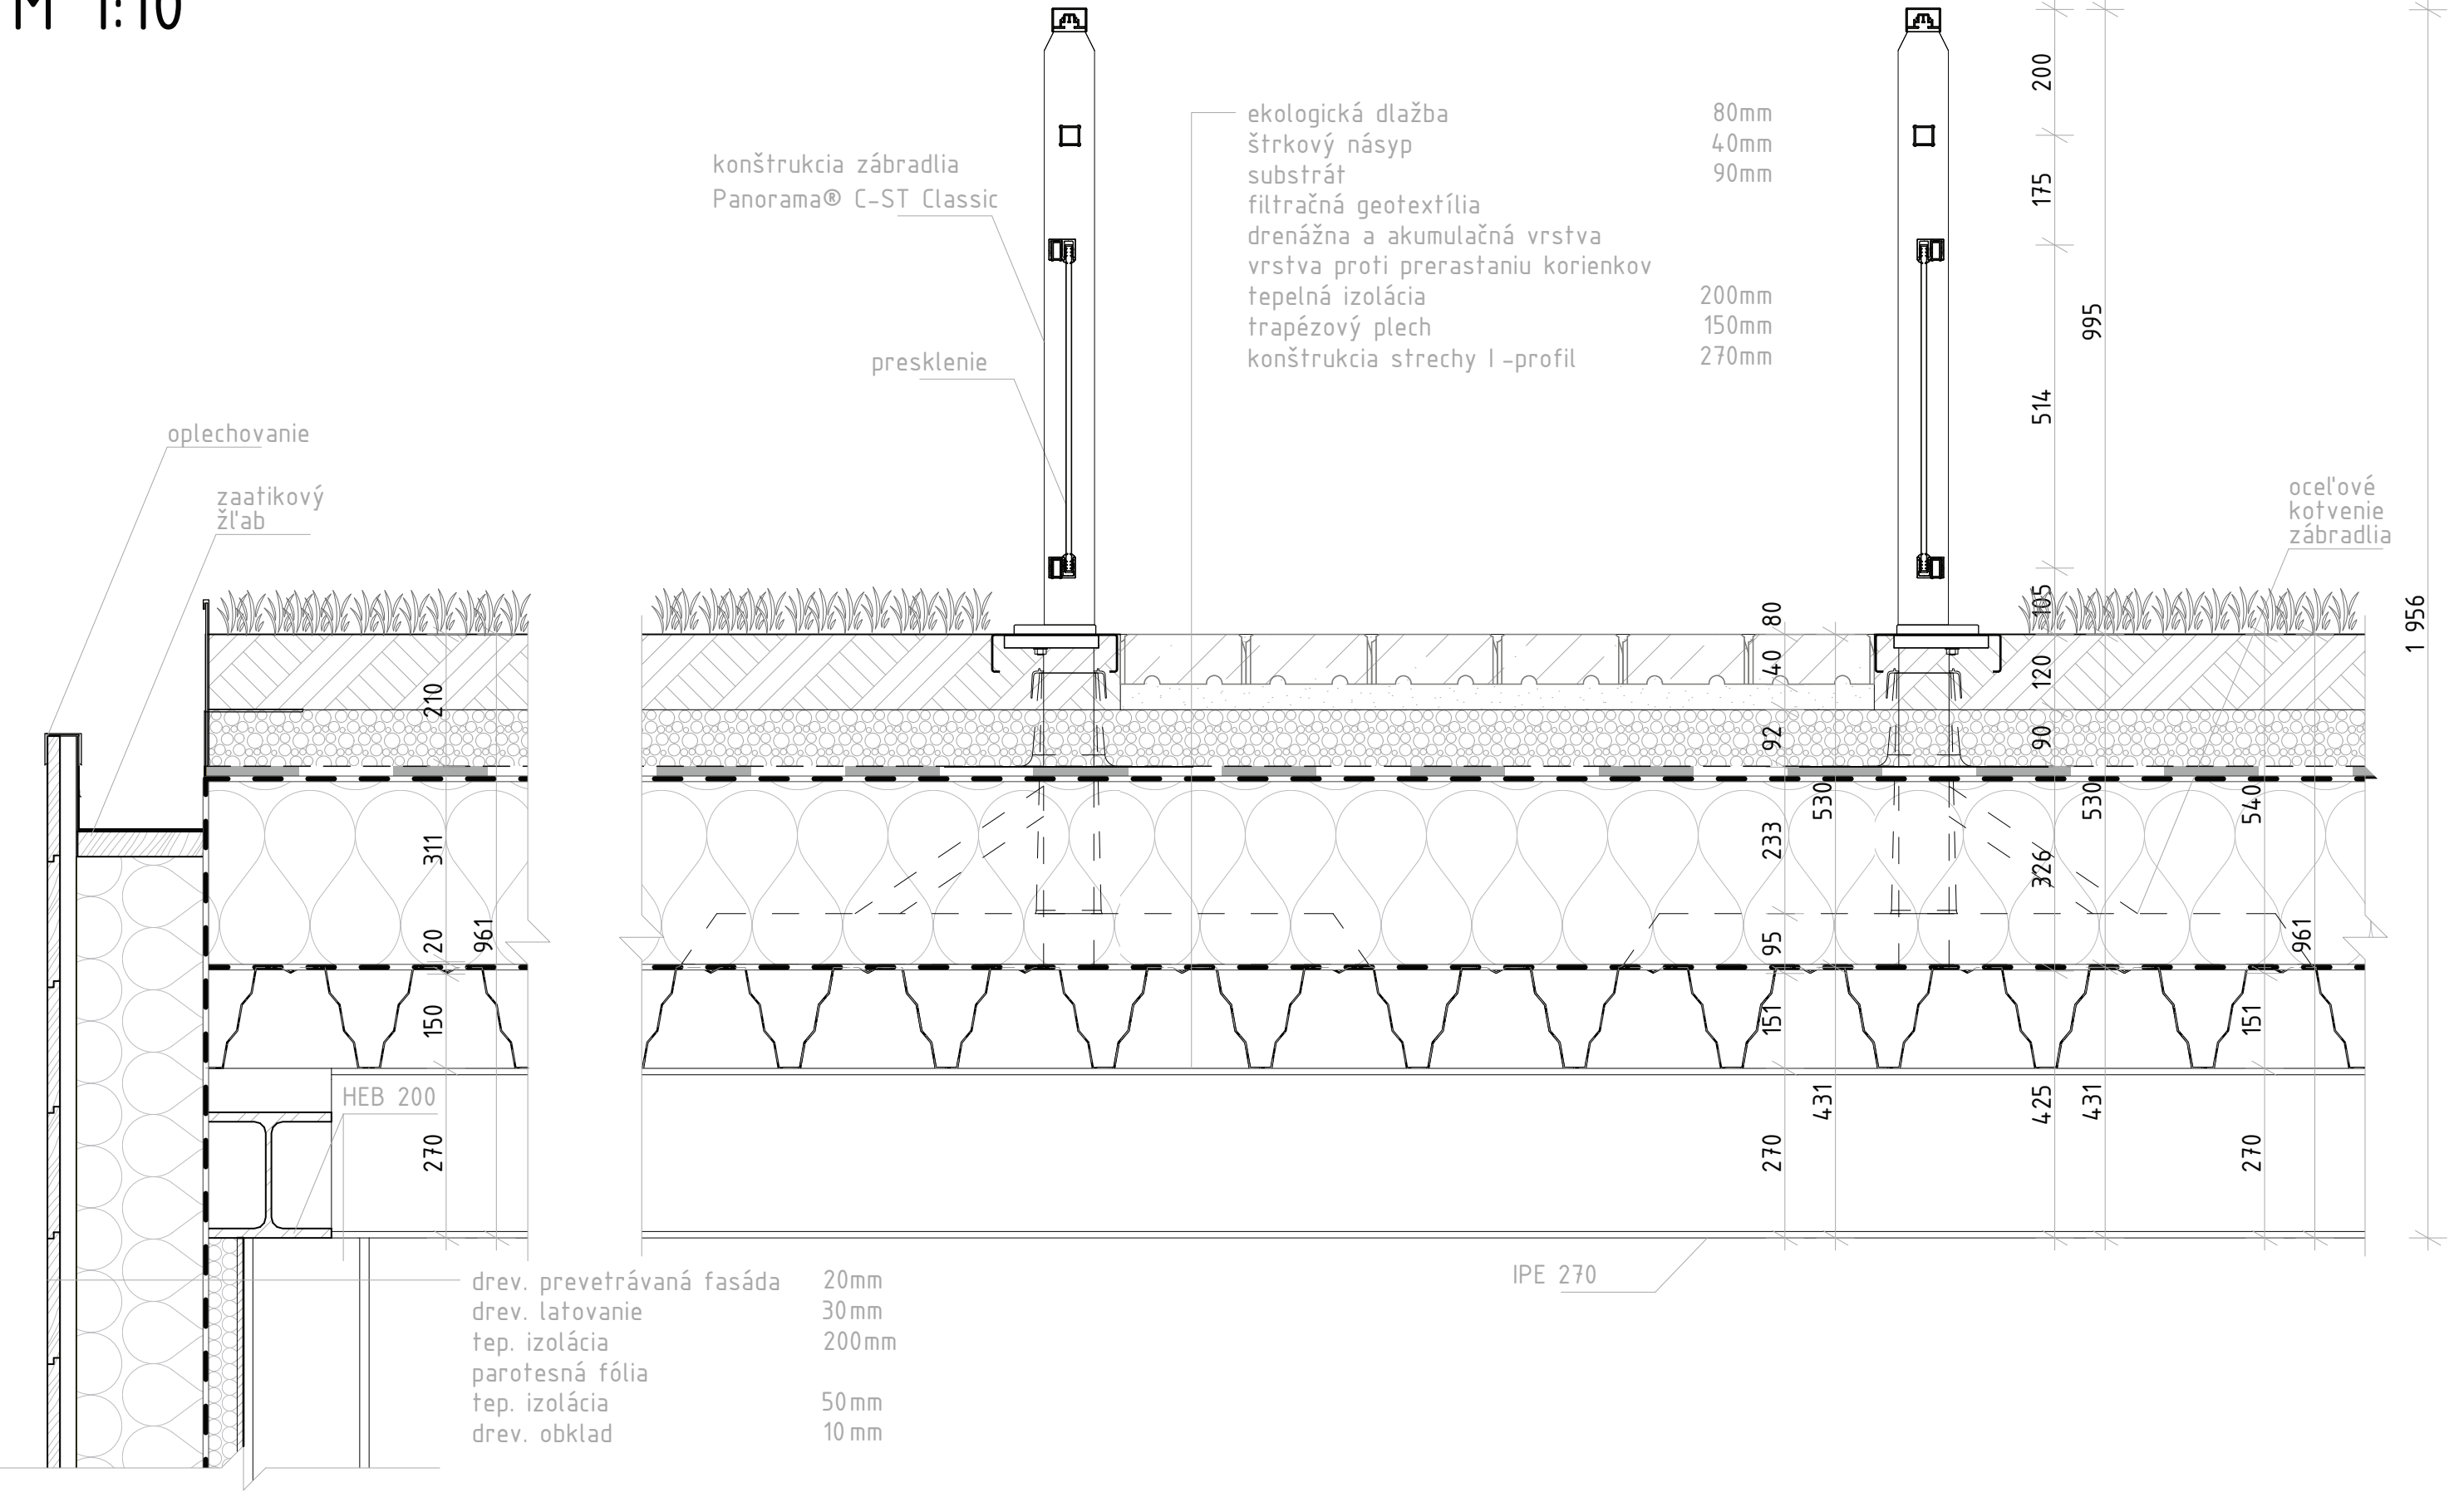 M 1:10
konštrukcia zábradlia
Panorama® C-ST Classic
presklenie
ekologická dlažba 80mm
štrkový násyp 40mm
substrát 90mm
filtračná geotextília
drenážna a akumulačná vrstva
vrstva proti prerastaniu korienkov
tepelná izolácia 200mm
trapézový plech 150mm
konštrukcia strechy I-profil 270mm
oplechovanie
zaatikový
žľab
oceľové
kotvenie
zábradlia
HEB 200
IPE 270
drev. prevetrávaná fasáda 20mm
drev. latovanie 30mm
tep. izolácia 200mm
parotesná fólia
tep. izolácia 50mm
drev. obklad 10mm
210
311
20
150
270
961
80
40
92
233
95
151
270
530
431
200
175
514
105
120
90
326
425
995
530
431
540
151
270
961
1 956